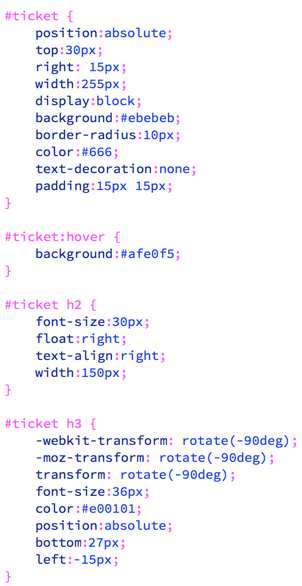 #ticket {
    position:absolute;
    top:30px;
    right: 15px;
    width:255px;
    display:block;
    background:#ebebeb;
    border-radius:10px;
    color:#666;
    text-decoration:none;
    padding:15px 15px;
}

#ticket:hover {
    background:#afe0f5;
}

#ticket h2 {
    font-size:30px;
    float:right;
    text-align:right;
    width:150px;
}

#ticket h3 {
    -webkit-transform: rotate(-90deg);
    -moz-transform: rotate(-90deg);
    transform: rotate(-90deg);
    font-size:36px;
    color:#e00101;
    position:absolute;
    bottom:27px;
    left:-15px;
}